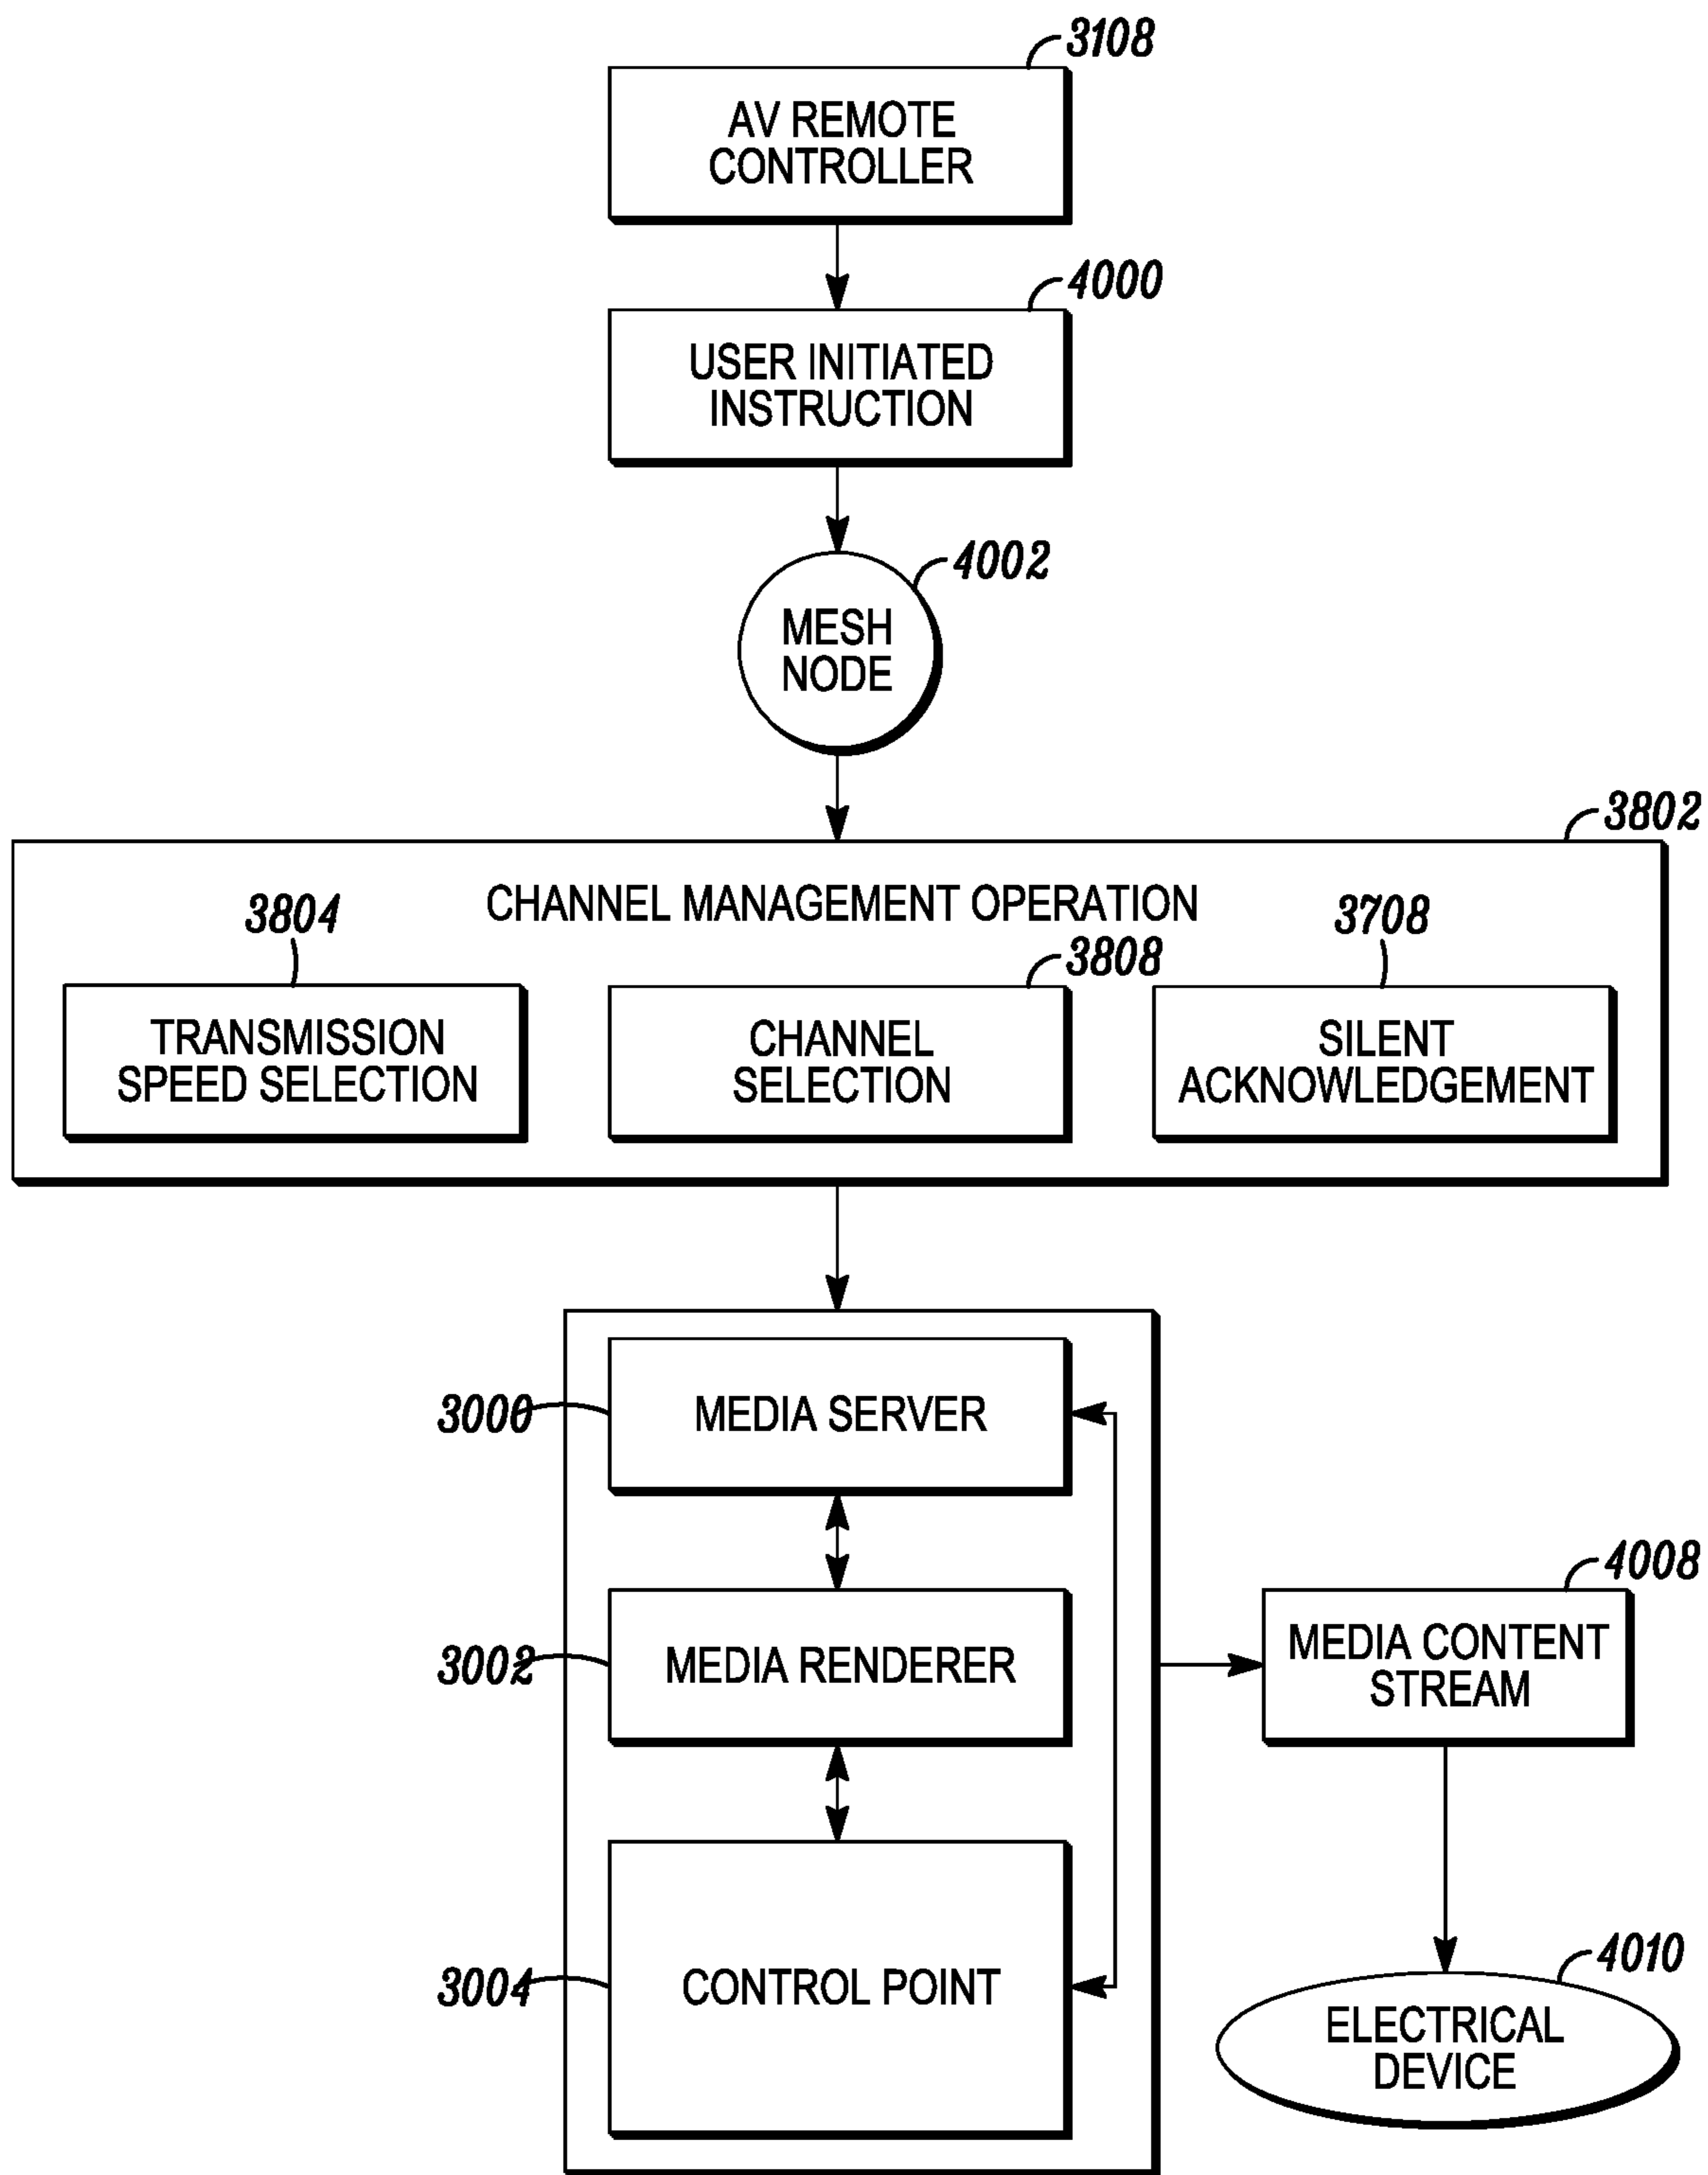 3108
AV REMOTE
CONTROLLER
4000
USER INITIATED
INSTRUCTION
4002
MESH
NODE
3802
CHANNEL MANAGEMENT OPERATION
3804
3808
3708
TRANSMISSION
SPEED SELECTION
CHANNEL
SELECTION
SILENT
ACKNOWLEDGEMENT
3000
MEDIA SERVER
3002
MEDIA RENDERER
4008
MEDIA CONTENT
STREAM
3004
CONTROL POINT
4010
ELECTRICAL
DEVICE